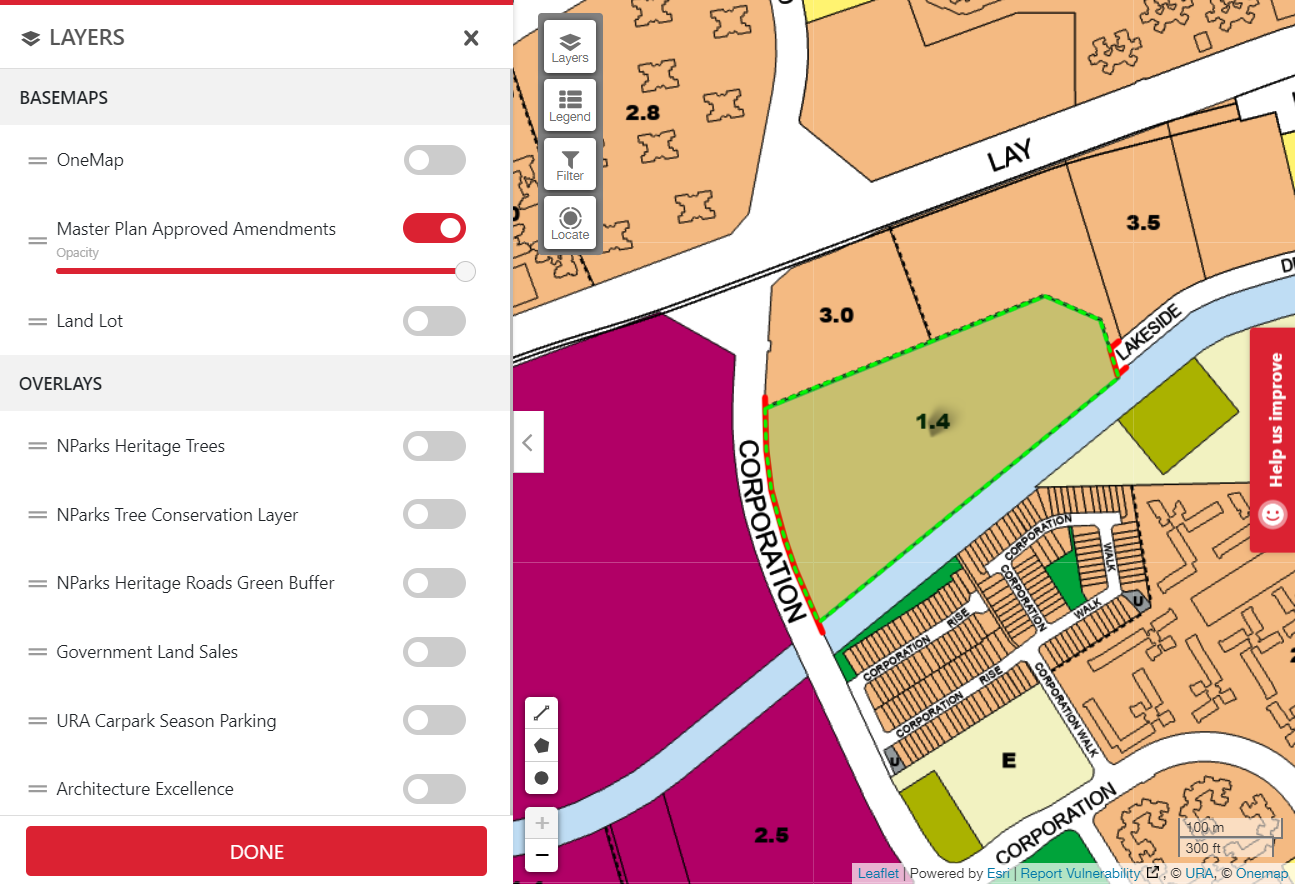 LAYERS
BASEMAPS
OneMap
Master Plan Approved Amendments
Opacity
Land Lot
OVERLAYS
NParks Heritage Trees
NParks Tree Conservation Layer
NParks Heritage Roads Green Buffer
Government Land Sales
URA Carpark Season Parking
Architecture Excellence
DONE
Layers
Legend
Filter
Locate
2.8
LAY
3.5
3.0
LAKESIDE
1.4
CORPORATION
Help us improve
CORPORATION
WALK
CORPORATION
WALK
U
CORPORATION
RISE
CORPORATION
RISE
CORPORATION WALK
U
E
2.5
CORPORATION
+
−
100 m
300 ft
Leaflet | Powered by Esri | Report Vulnerability , © URA, © Onemap